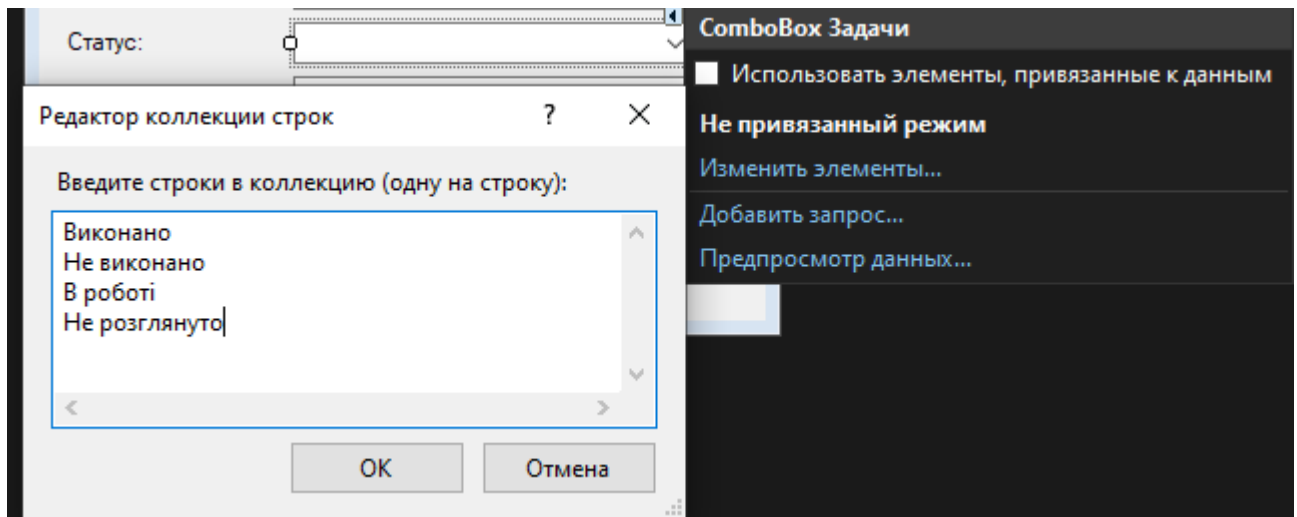 Статус:
ComboBox Задачи
Использовать элементы, привязанные к данным
Не привязанный режим
Изменить элементы...
Добавить запрос...
Предпросмотр данных...
Редактор коллекции строк
?
Введите строки в коллекцию (одну на строку):
Виконано
Не виконано
В роботі
Не розглянуто
ОК
Отмена